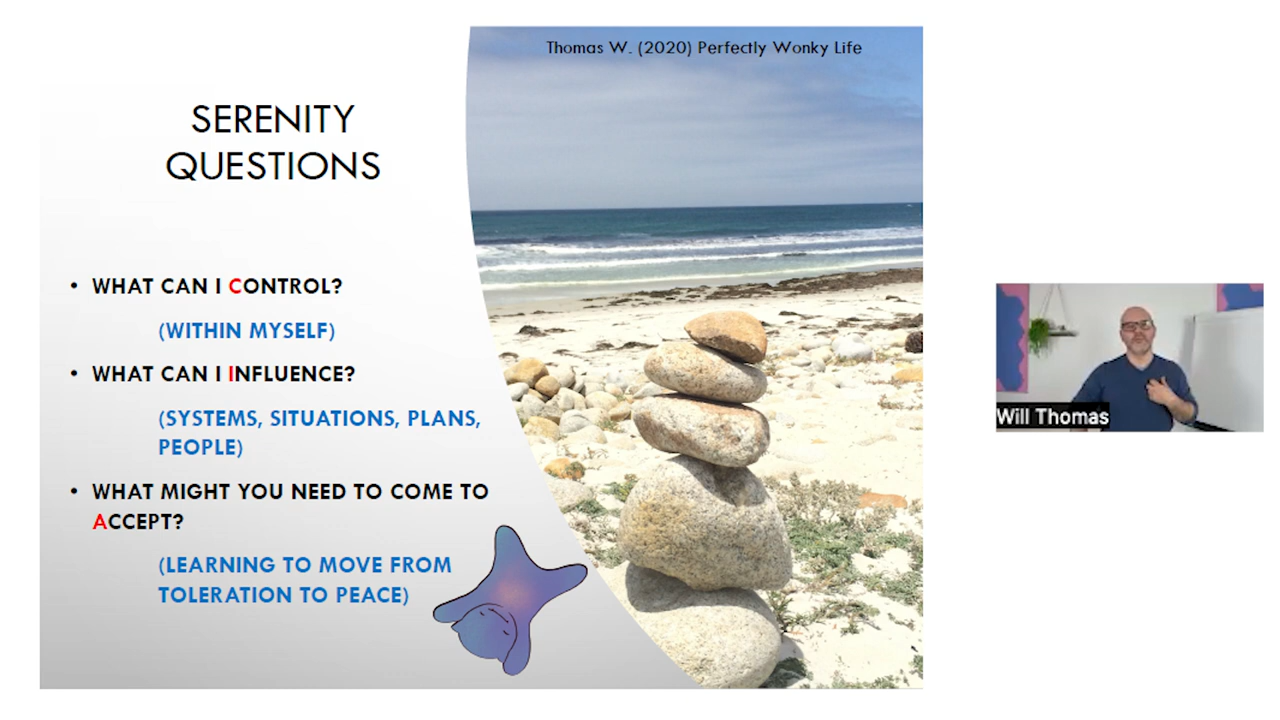 Thomas W. (2020) Perfectly Wonky Life
SERENITY
QUESTIONS
• WHAT CAN I CONTROL?
(WITHIN MYSELF)
• WHAT CAN I INFLUENCE?
(SYSTEMS, SITUATIONS, PLANS,
PEOPLE)
• WHAT MIGHT YOU NEED TO COME TO
ACCEPT?
(LEARNING TO MOVE FROM
TOLERATION TO PEACE)
Will Thomas